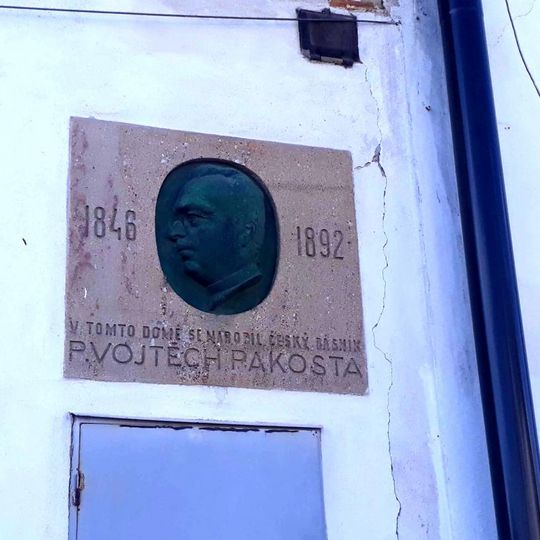 1846 1892
V TOMTO DOMĚ SE NARODIL ČESKÝ BÁSNÍK
P. VOJTĚCH PAKOSTA